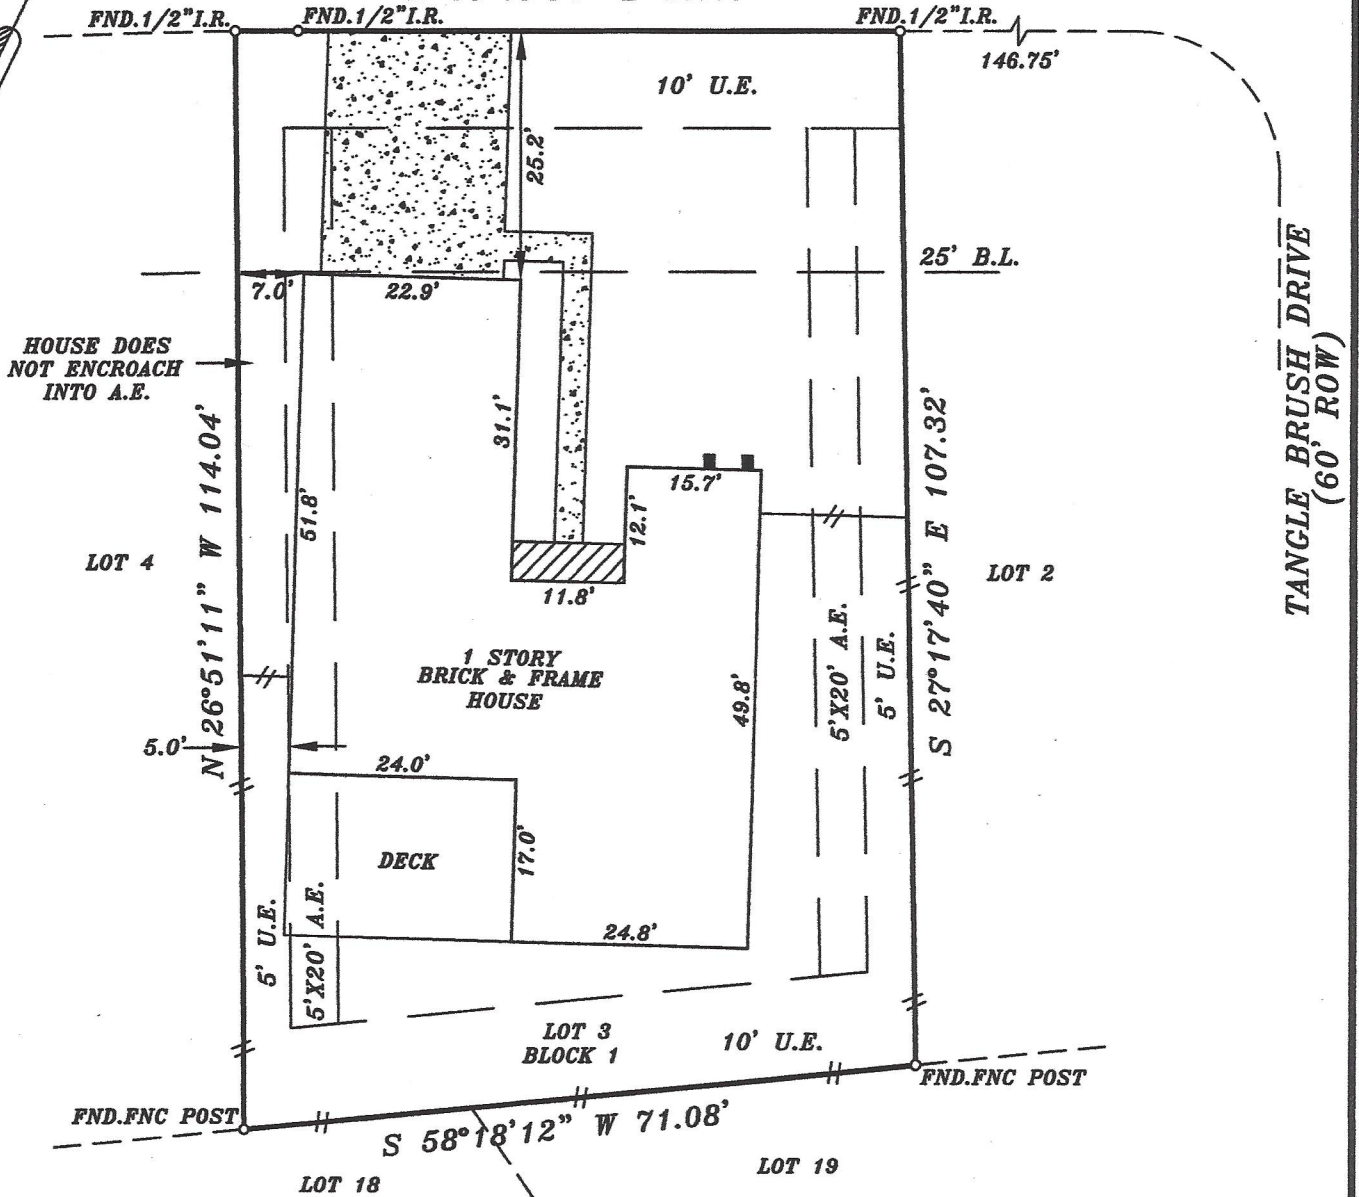 FND.1/2"I.R.
FND.1/2"I.R.
FND.1/2"I.R.
146.75'
10' U.E.
25.2'
25' B.L.
7.0'
22.9'
HOUSE DOES
NOT ENCROACH
INTO A.E.
TANGLE BRUSH DRIVE
(60' ROW)
N 26°51'11" W 114.04'
51.8'
31.1'
15.7'
12.1'
S 27°17'40" E 107.32'
LOT 4
LOT 2
11.8'
1 STORY
BRICK & FRAME
HOUSE
49.8'
5'X20' A.E.
5' U.E.
5.0'
24.0'
DECK
17.0'
24.8'
5' U.E.
5'X20' A.E.
LOT 3
BLOCK 1
10' U.E.
FND.FNC POST
FND.FNC POST
S 58°18'12" W 71.08'
LOT 18
LOT 19